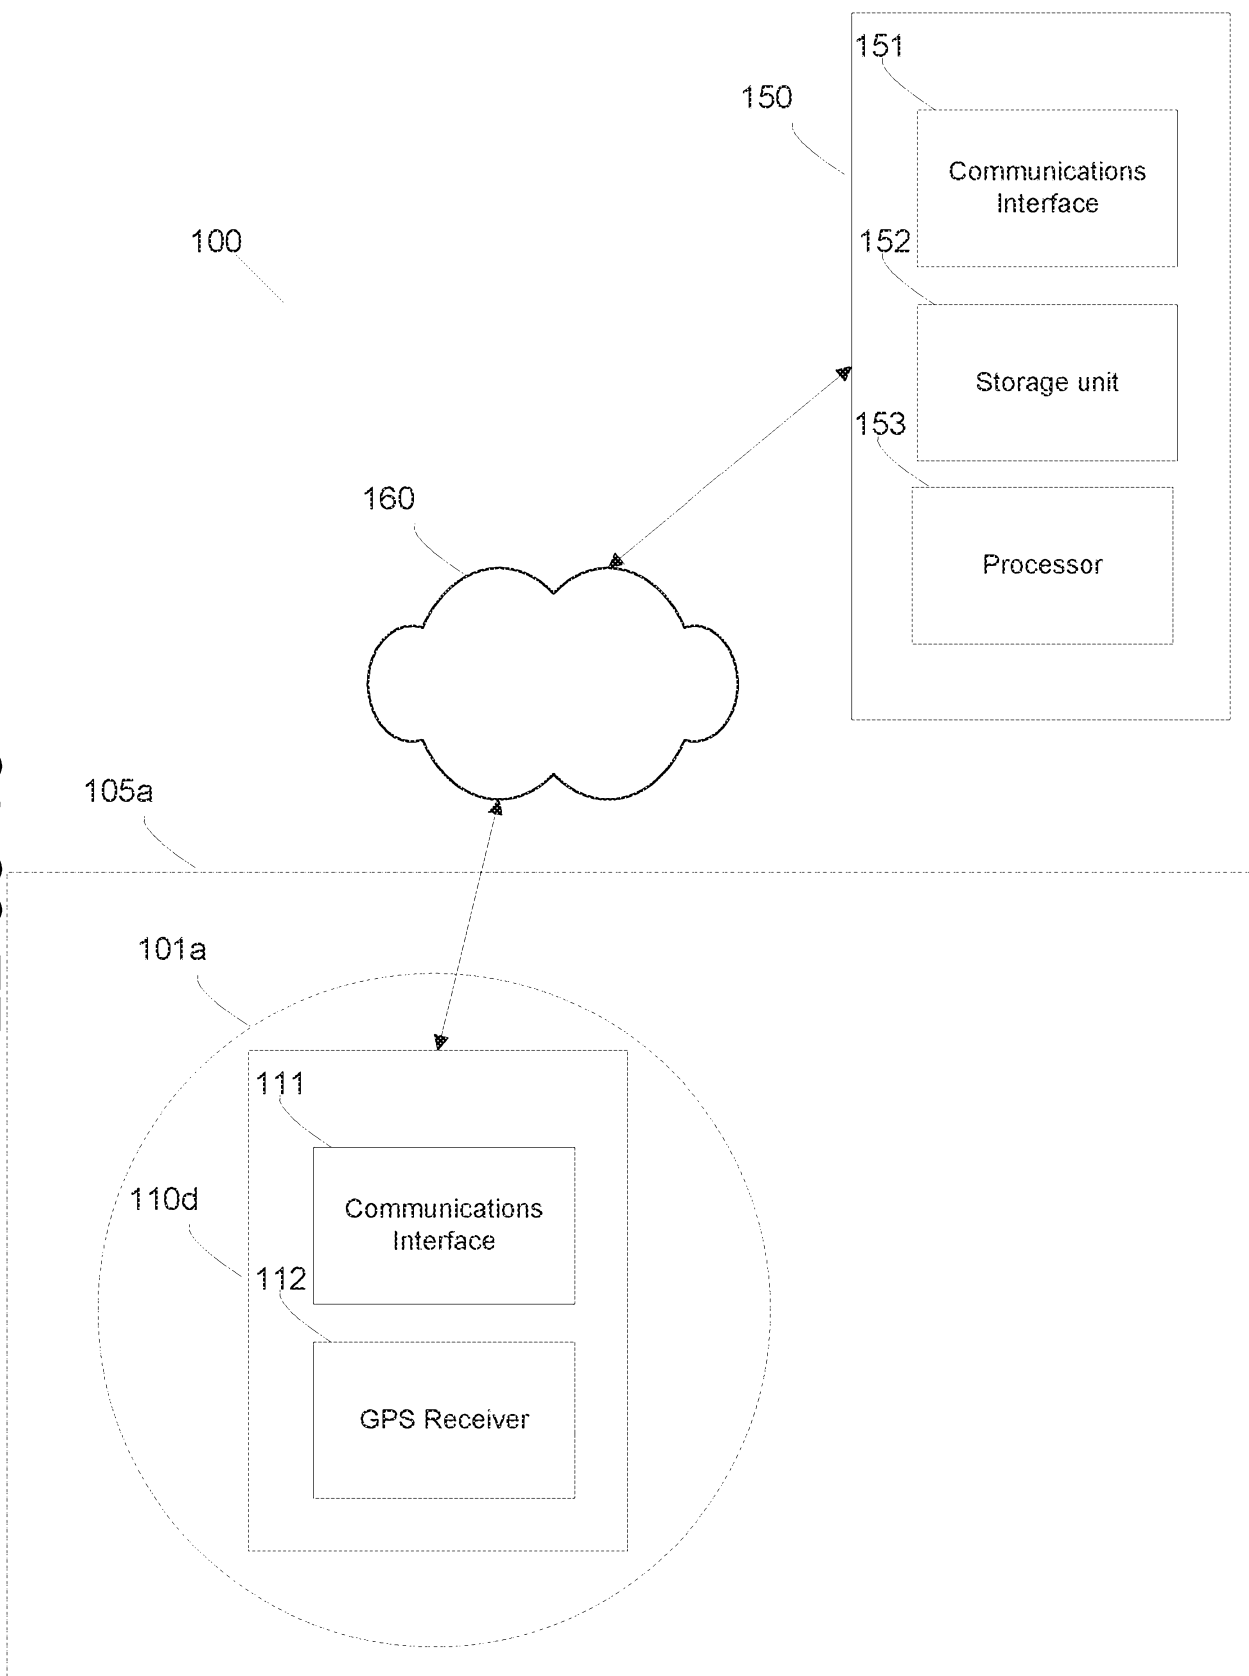 151
150
Communications
Interface
100
152
Storage unit
153
160
Processor
105a
101a
111
110d
Communications
Interface
112
GPS Receiver